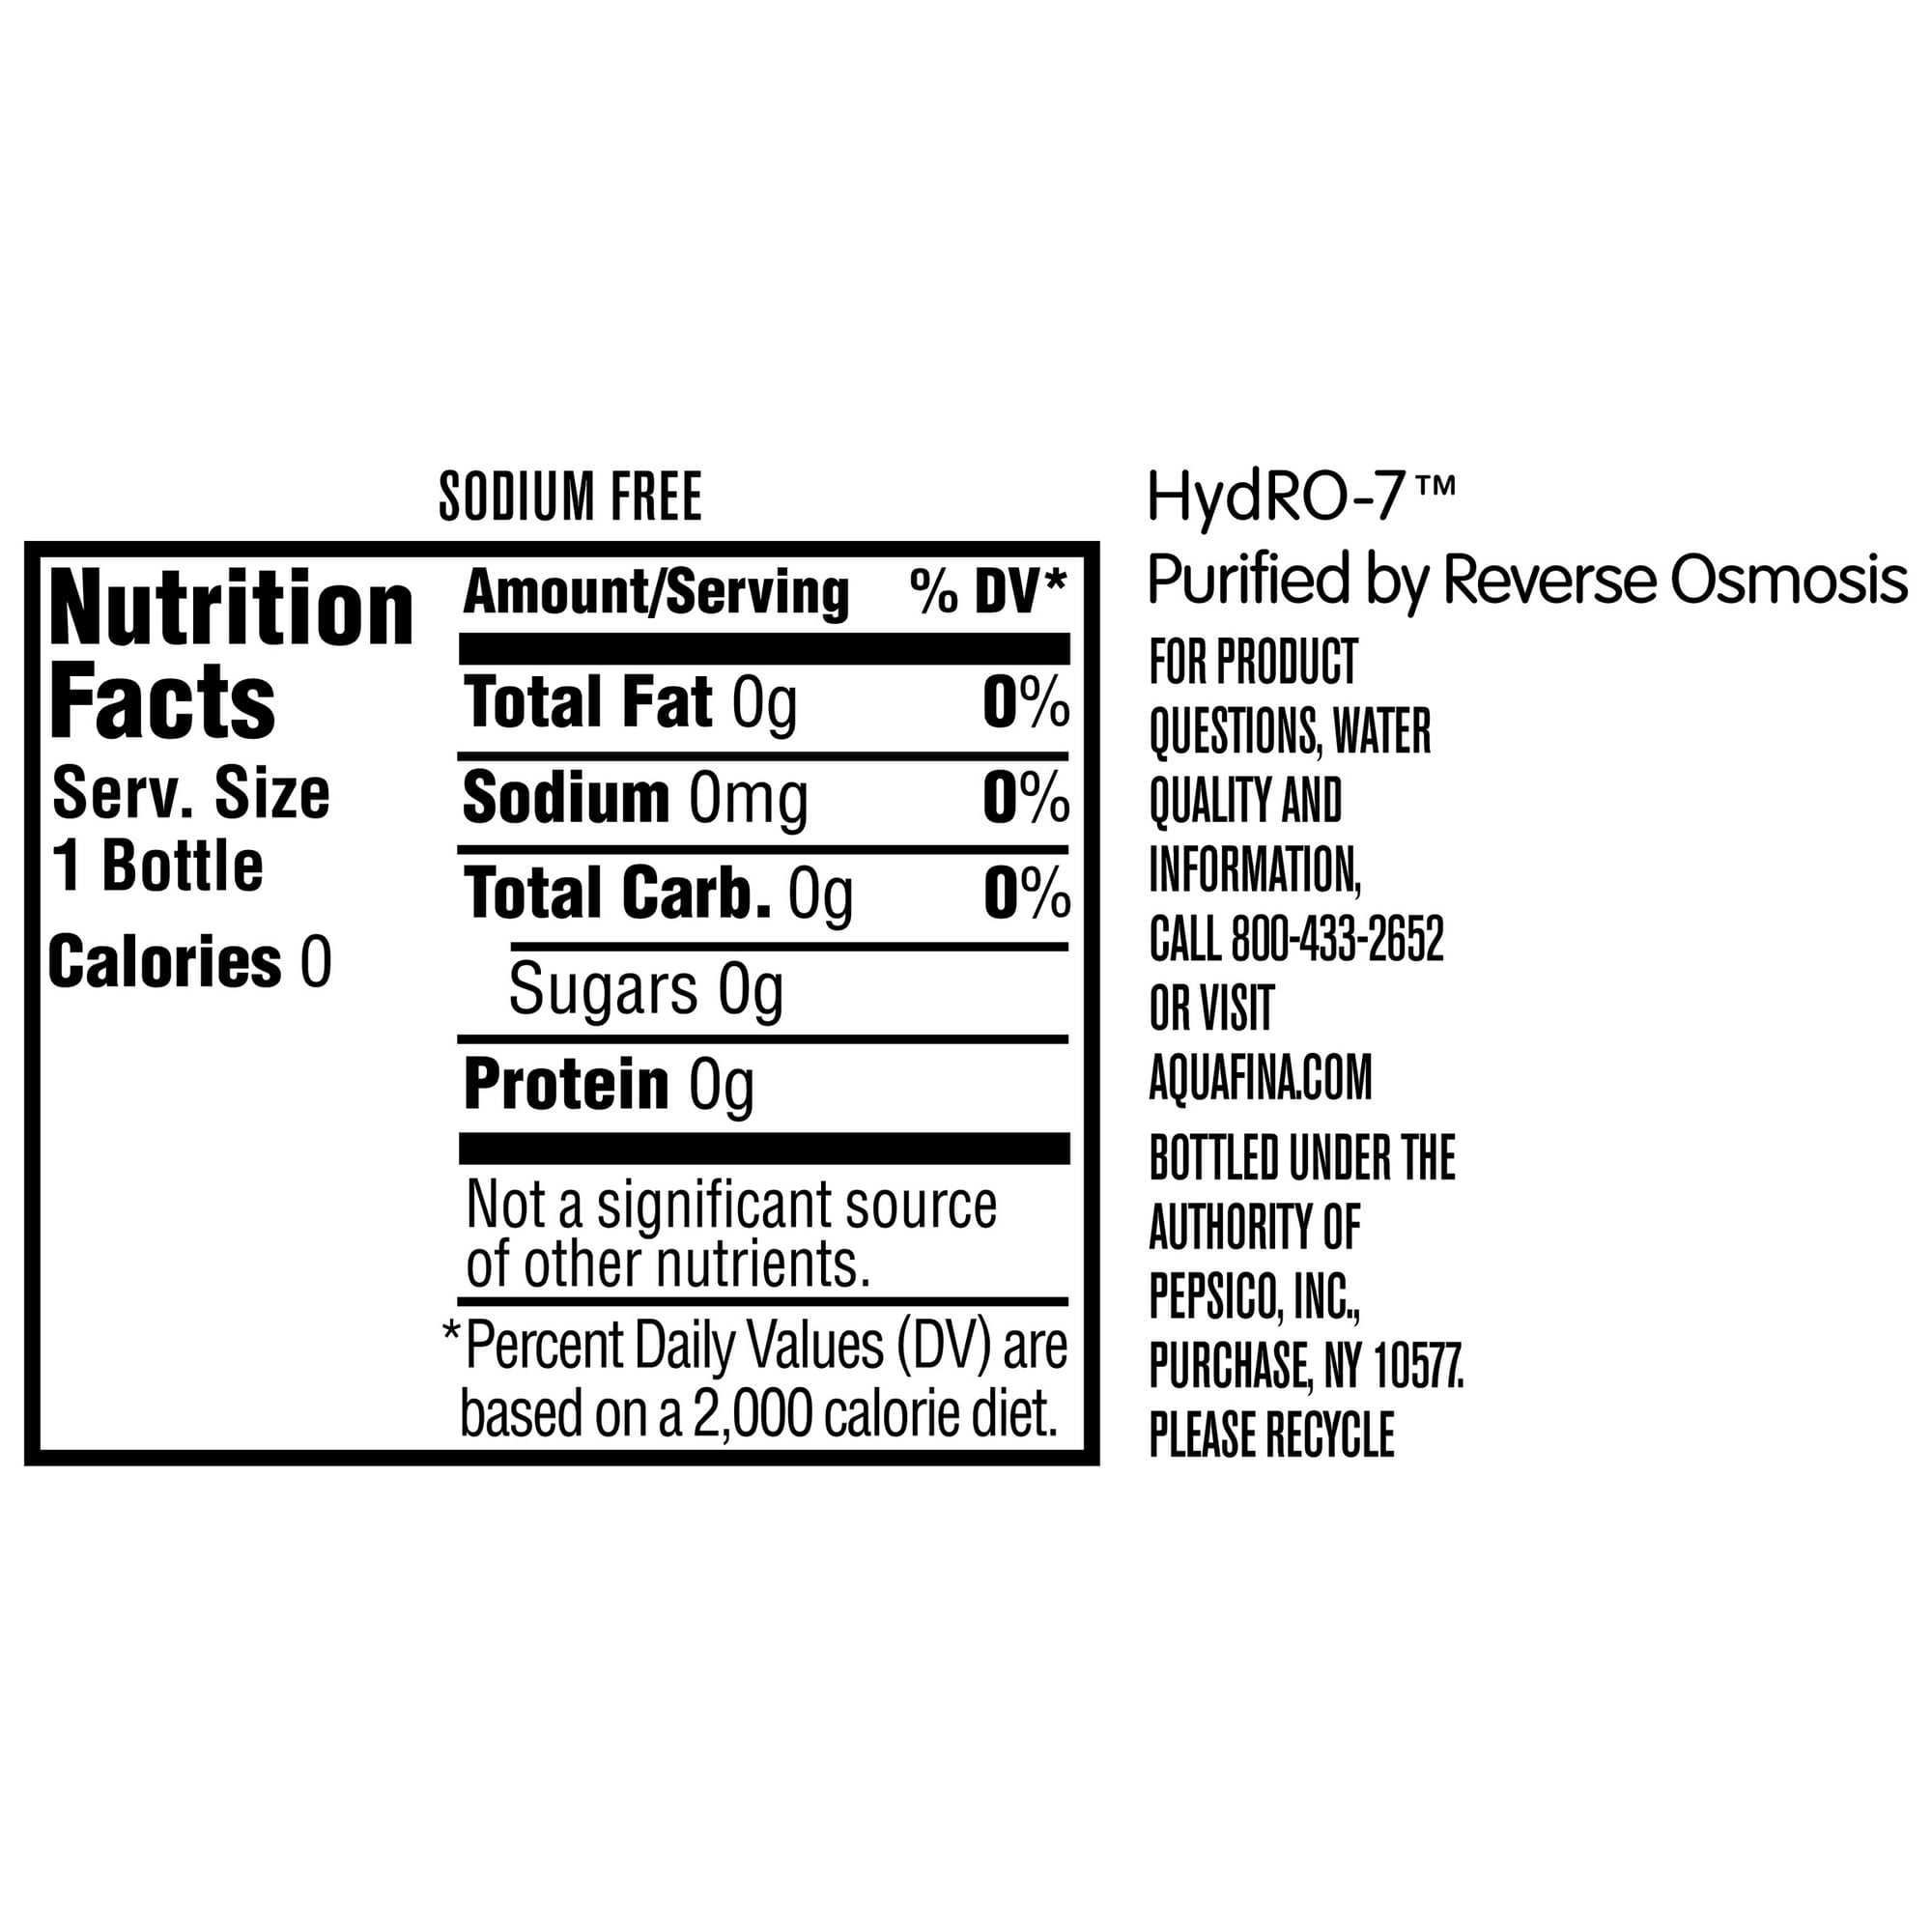 SODIUM FREE
Nutrition
Facts
Serv. Size
1 Bottle
Calories 0
Amount/Serving % DV*
Total Fat 0g 0%
Sodium 0mg 0%
Total Carb. 0g 0%
Sugars 0g
Protein 0g
Not a significant source
of other nutrients.
*Percent Daily Values (DV) are
based on a 2,000 calorie diet.
HydRO-7™
Purified by Reverse Osmosis
FOR PRODUCT
QUESTIONS, WATER
QUALITY AND
INFORMATION,
CALL 800-433-2652
OR VISIT
AQUAFINA.COM
BOTTLED UNDER THE
AUTHORITY OF
PEPSICO, INC.,
PURCHASE, NY 10577.
PLEASE RECYCLE